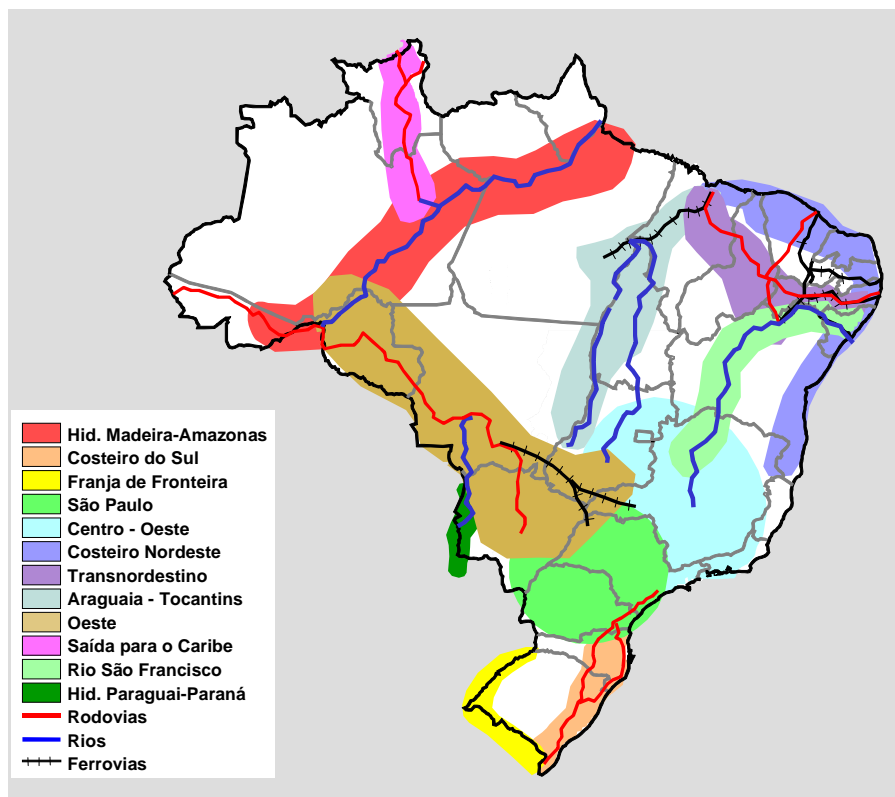 Hid. Madeira-Amazonas
Costeiro do Sul
Franja de Fronteira
São Paulo
Centro - Oeste
Costeiro Nordeste
Transnordestino
Araguaia - Tocantins
Oeste
Saída para o Caribe
Rio São Francisco
Hid. Paraguai-Paraná
Rodovias
Rios
Ferrovias